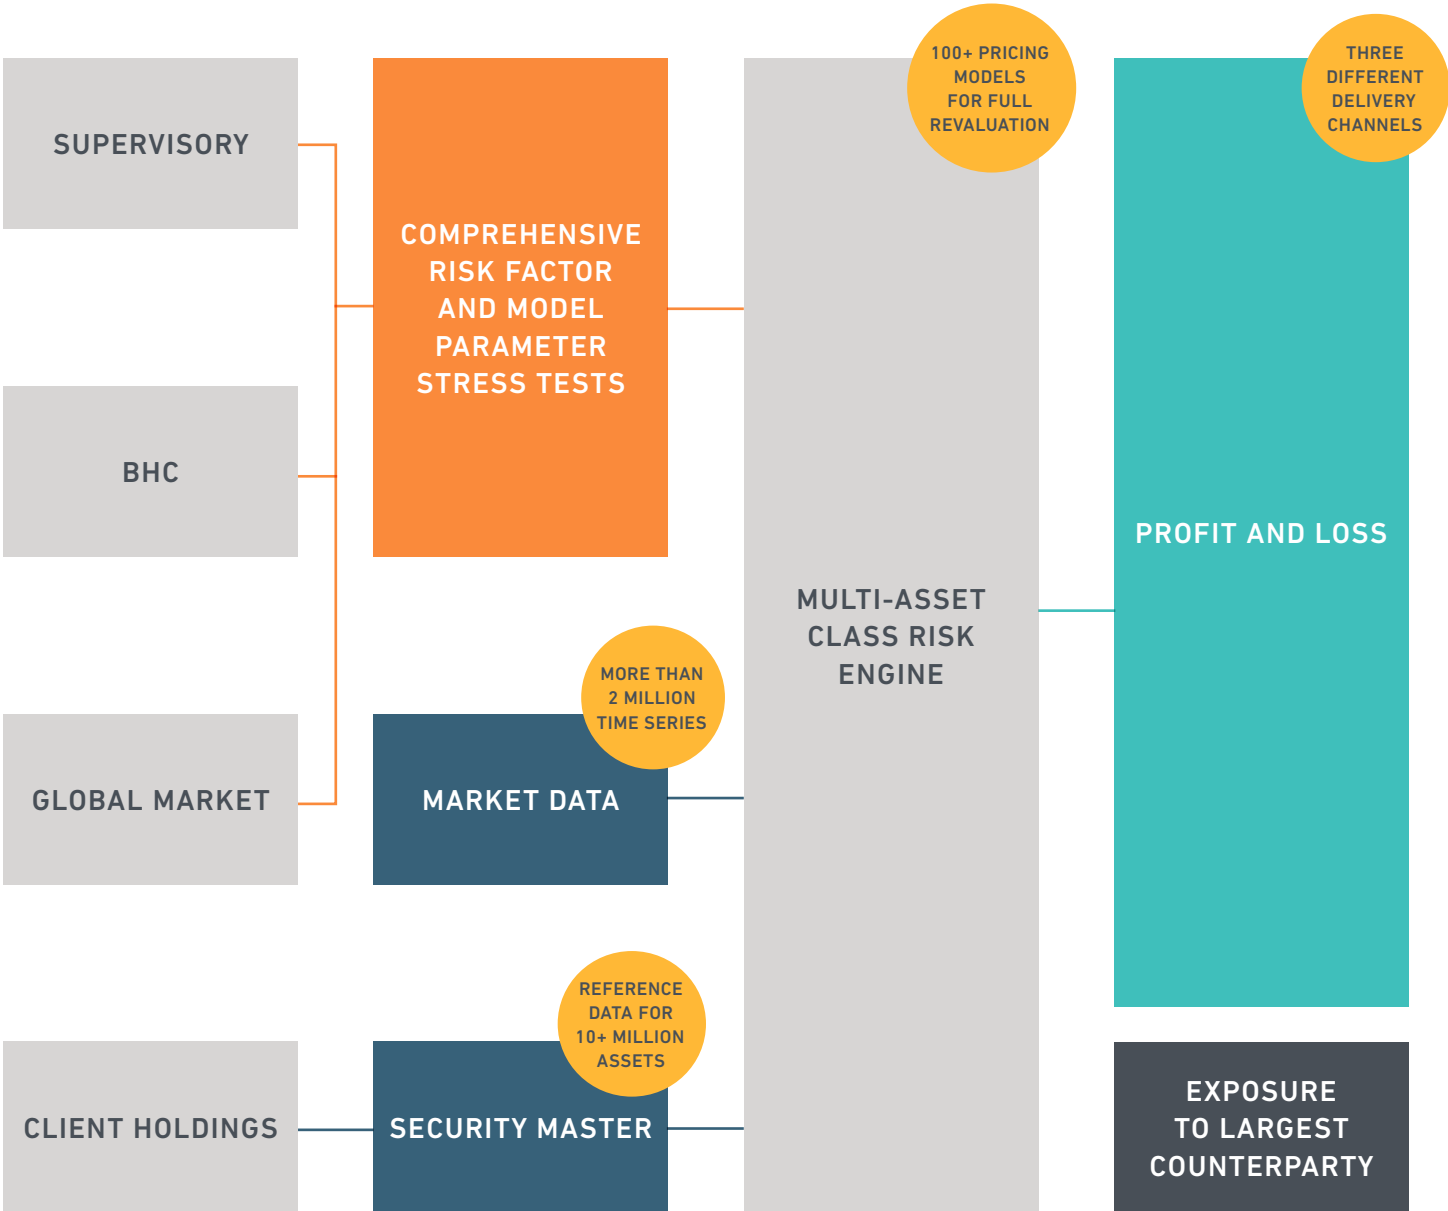 SUPERVISORY
BHC
GLOBAL MARKET
CLIENT HOLDINGS
COMPREHENSIVE
RISK FACTOR
AND MODEL
PARAMETER
STRESS TESTS
MORE THAN
2 MILLION
TIME SERIES
MARKET DATA
REFERENCE
DATA FOR
10+ MILLION
ASSETS
SECURITY MASTER
100+ PRICING
MODELS
FOR FULL
REVALUATION
MULTI-ASSET
CLASS RISK
ENGINE
THREE
DIFFERENT
DELIVERY
CHANNELS
PROFIT AND LOSS
EXPOSURE
TO LARGEST
COUNTERPARTY